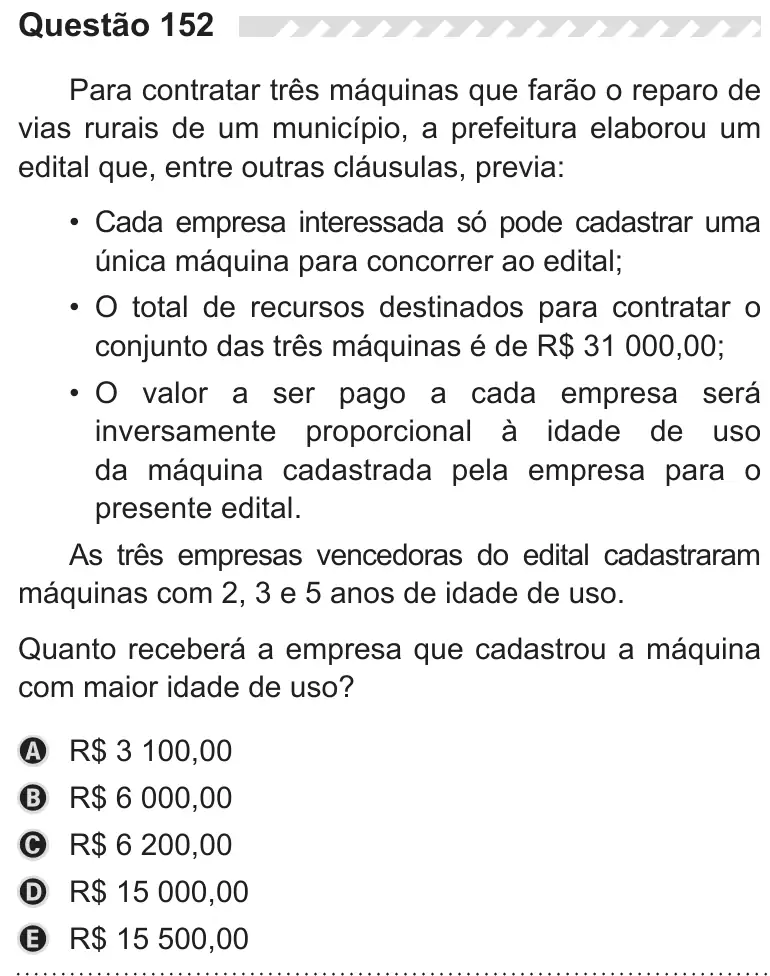 Questão 152
Para contratar três máquinas que farão o reparo de
vias rurais de um município, a prefeitura elaborou um
edital que, entre outras cláusulas, previa:
• Cada empresa interessada só pode cadastrar uma
única máquina para concorrer ao edital;
• O total de recursos destinados para contratar o
conjunto das três máquinas é de R$ 31 000,00;
• O valor a ser pago a cada empresa será
inversamente proporcional à idade de uso
da máquina cadastrada pela empresa para o
presente edital.
As três empresas vencedoras do edital cadastraram
máquinas com 2, 3 e 5 anos de idade de uso.
Quanto receberá a empresa que cadastrou a máquina
com maior idade de uso?
A R$ 3 100,00
B R$ 6 000,00
C R$ 6 200,00
D R$ 15 000,00
E R$ 15 500,00